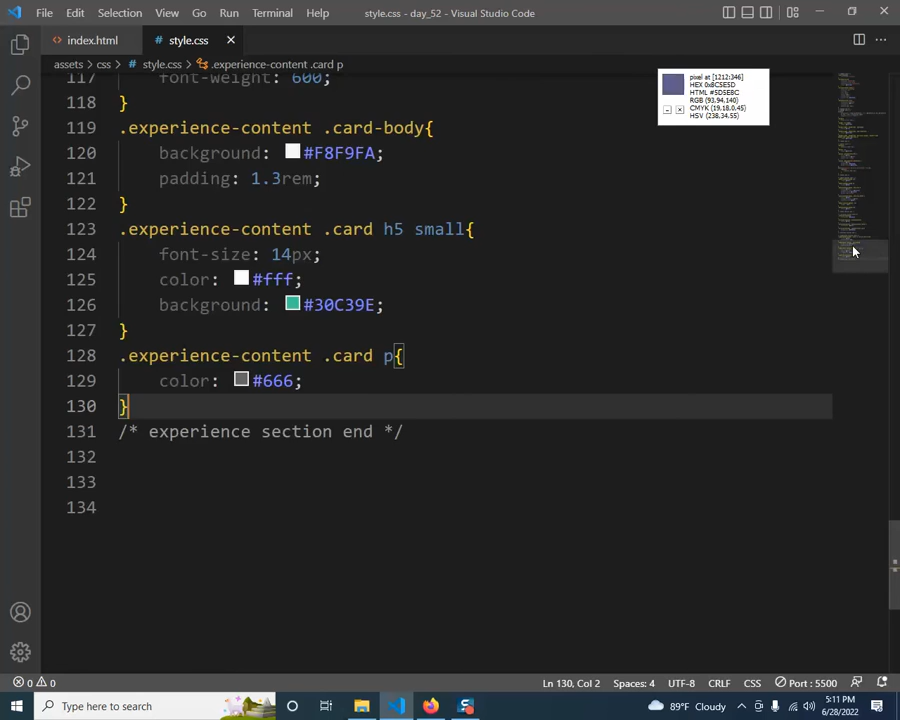 File Edit Selection View Go Run Terminal Help style.css - day_52 - Visual Studio Code
index.html style.css
assets > css > style.css > .experience-content .card p
117 font-weight: 600;
118 }
119 .experience-content .card-body{
120 background: #F8F9FA;
121 padding: 1.3rem;
122 }
123 .experience-content .card h5 small{
124 font-size: 14px;
125 color: #fff;
126 background: #30C39E;
127 }
128 .experience-content .card p{
129 color: #666;
130 }
131 /* experience section end */
132
133
134
pixel at [1212:346]
HEX 0x8C5E5D
HTML #5D5E8C
RGB (93,94,140)
CMYK (19,18,0,45)
HSV (238,34,55)
0 0 Ln 130, Col 2 Spaces: 4 UTF-8 CRLF CSS Port : 5500
Type here to search 89°F Cloudy 5:11 PM
6/28/2022